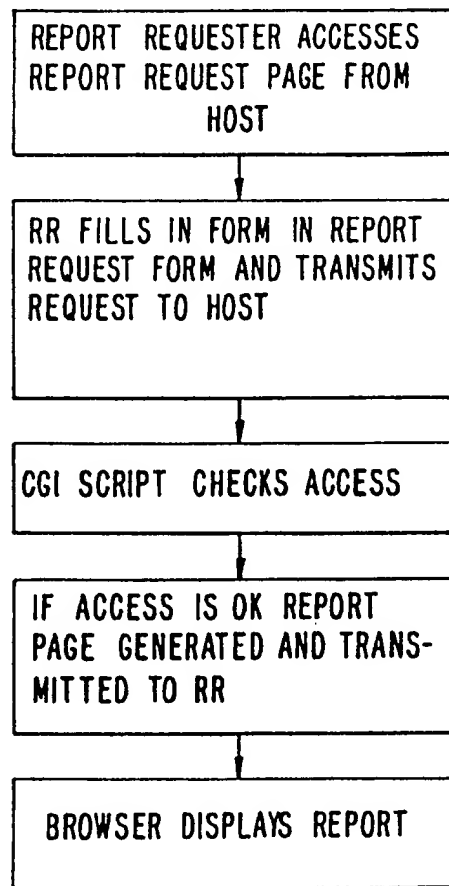 REPORT REQUESTER ACCESSES
REPORT REQUEST PAGE FROM
HOST
RR FILLS IN FORM IN REPORT
REQUEST FORM AND TRANSMITS
REQUEST TO HOST
CGI SCRIPT CHECKS ACCESS
IF ACCESS IS OK REPORT
PAGE GENERATED AND TRANS-
MITTED TO RR
BROWSER DISPLAYS REPORT